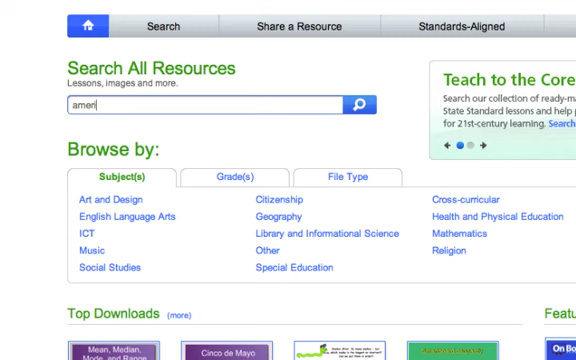 Search
Share a Resource
Standards-Aligned
Search All Resources
Lessons, images and more.
ameri
Teach to the Core
Search our collection of ready-ma
State Standard lessons and help p
for 21st-century learning. Search
Browse by:
Subject(s)
Grade(s)
File Type
Art and Design
Citizenship
Cross-curricular
English Language Arts
Geography
Health and Physical Education
ICT
Library and Informational Science
Mathematics
Music
Other
Religion
Social Studies
Special Education
Top Downloads (more)
Featu
Mean, Median,
Mode, and Range
Cinco de Mayo
On Bo